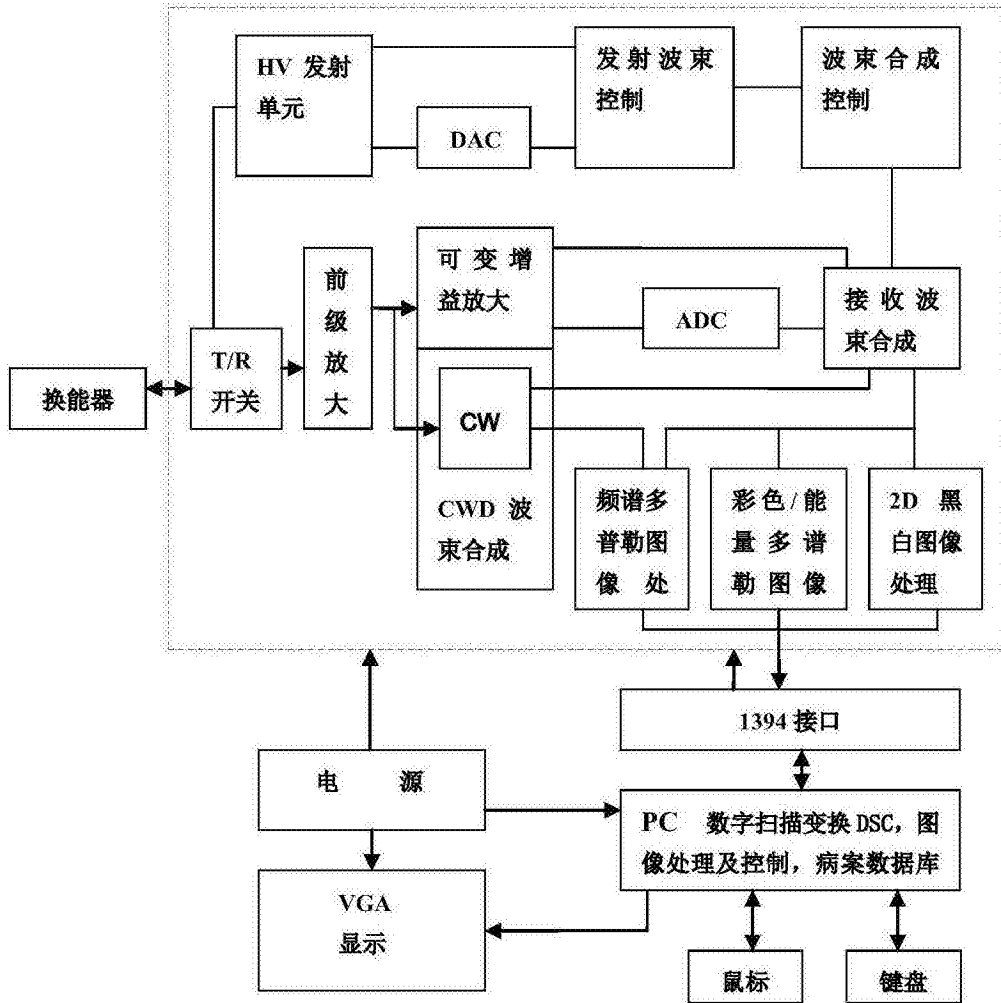 HV 发射
单元
DAC
发射波束
控制
波束合成
控制
前
级
放
大
可变增
益放大
ADC
接收波
束合成
换能器
T/R
开关
CW
CWD 波
束合成
频谱多
普勒图
像处
彩色/能
量多谱
勒图像
2D 黑
白图像
处理
1394 接口
电 源
PC 数字扫描变换 DSC，图
像处理及控制，病案数据库
VGA
显示
鼠标
键盘